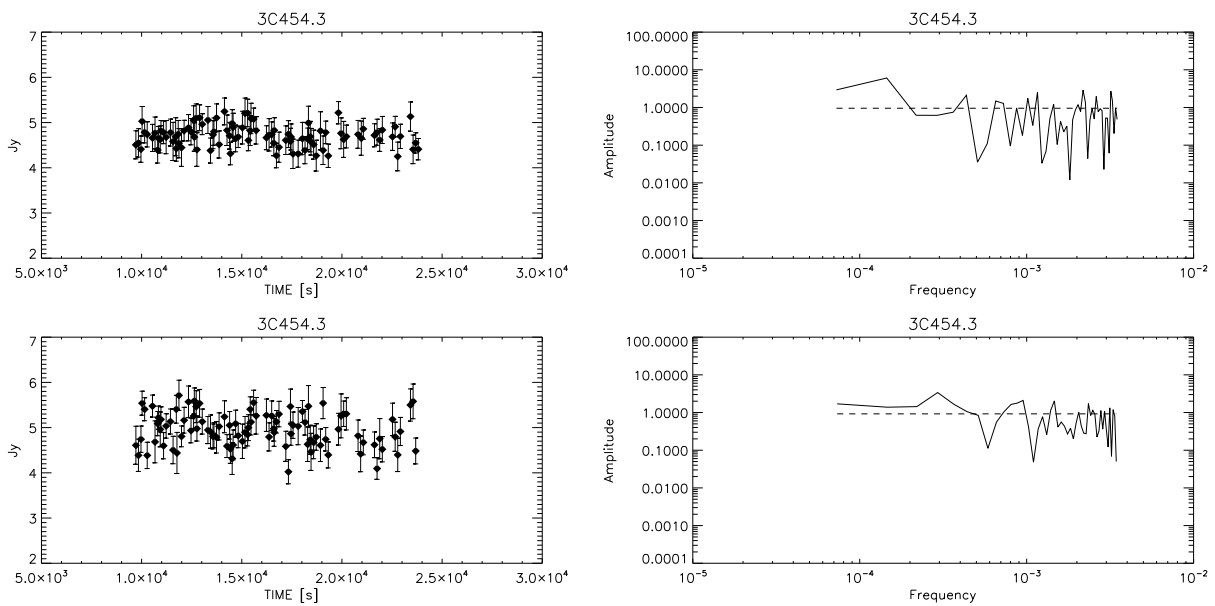 3C454.3
7
6
5
4
3
2
Jy
5.0×10³ 1.0×10⁴ 1.5×10⁴ 2.0×10⁴ 2.5×10⁴ 3.0×10⁴
TIME [s]
3C454.3
100.0000
10.0000
1.0000
0.1000
0.0100
0.0010
0.0001
Amplitude
10⁻⁵ 10⁻⁴ 10⁻³ 10⁻²
Frequency
3C454.3
7
6
5
4
3
2
Jy
5.0×10³ 1.0×10⁴ 1.5×10⁴ 2.0×10⁴ 2.5×10⁴ 3.0×10⁴
TIME [s]
3C454.3
100.0000
10.0000
1.0000
0.1000
0.0100
0.0010
0.0001
Amplitude
10⁻⁵ 10⁻⁴ 10⁻³ 10⁻²
Frequency